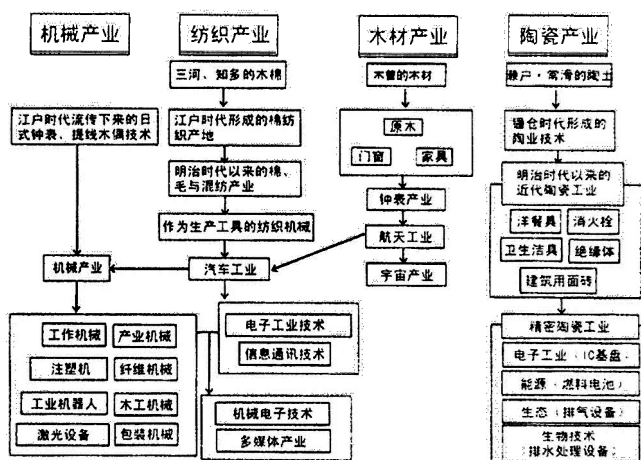 机械产业
纺织产业
木材产业
陶瓷产业
三河、知多的木棉
木曾的木材
濑户·常滑的陶土
江户时代流传下来的日
式钟表、提线木偶技术
江户时代形成的棉纺
织产地
原木
门窗
家具
镰仓时代形成的
陶业技术
明治时代以来的棉、
毛与混纺产业
明治时代以来的
近代陶瓷工业
钟表产业
洋餐具
消火栓
作为生产工具的纺织机械
航天工业
卫生洁具
绝缘体
机械产业
汽车工业
宇宙产业
建筑用面砖
工作机械
产业机械
电子工业技术
精密陶瓷工业
注塑机
纤维机械
信息通讯技术
电子工业（IC基盘）
工业机器人
木工机械
机械电子技术
能源（燃料电池）
激光设备
包装机械
多媒体产业
生态（排气设备）
生物技术
（排水处理设备）